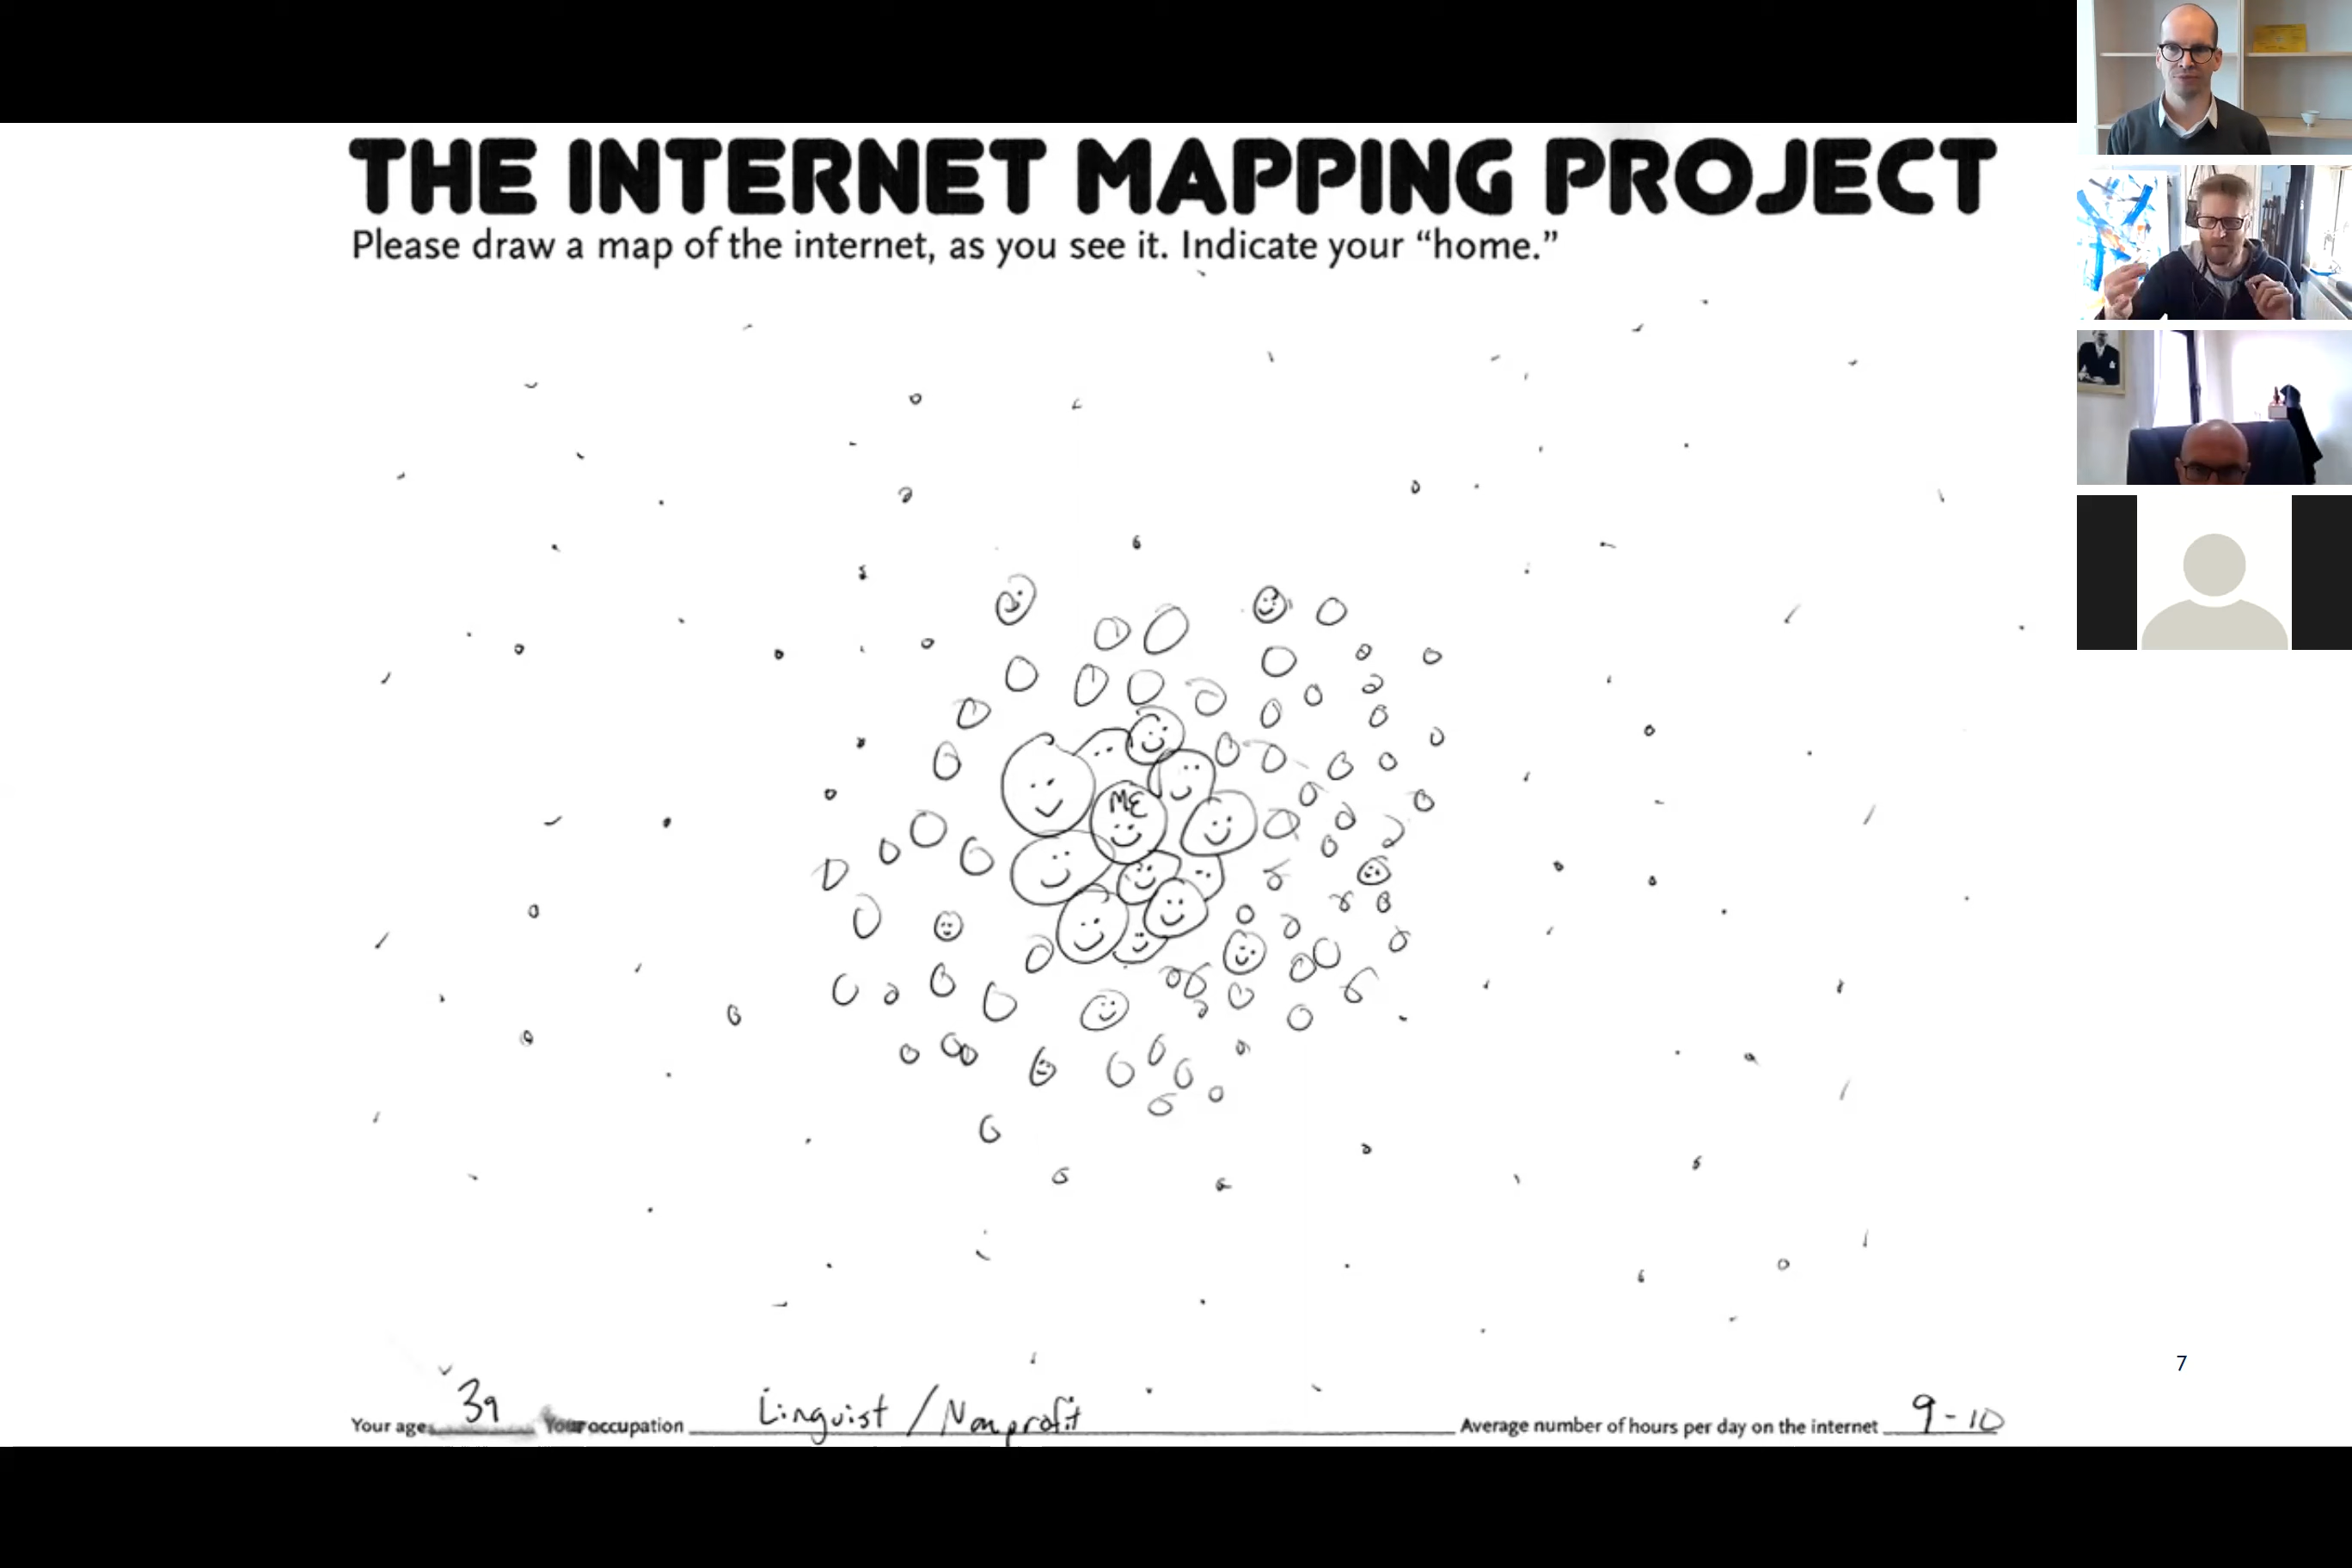 THE INTERNET MAPPING PROJECT
Please draw a map of the internet, as you see it. Indicate your “home.”
ME
7
Your age 39 Your occupation Linguist / Nonprofit Average number of hours per day on the internet 9-10